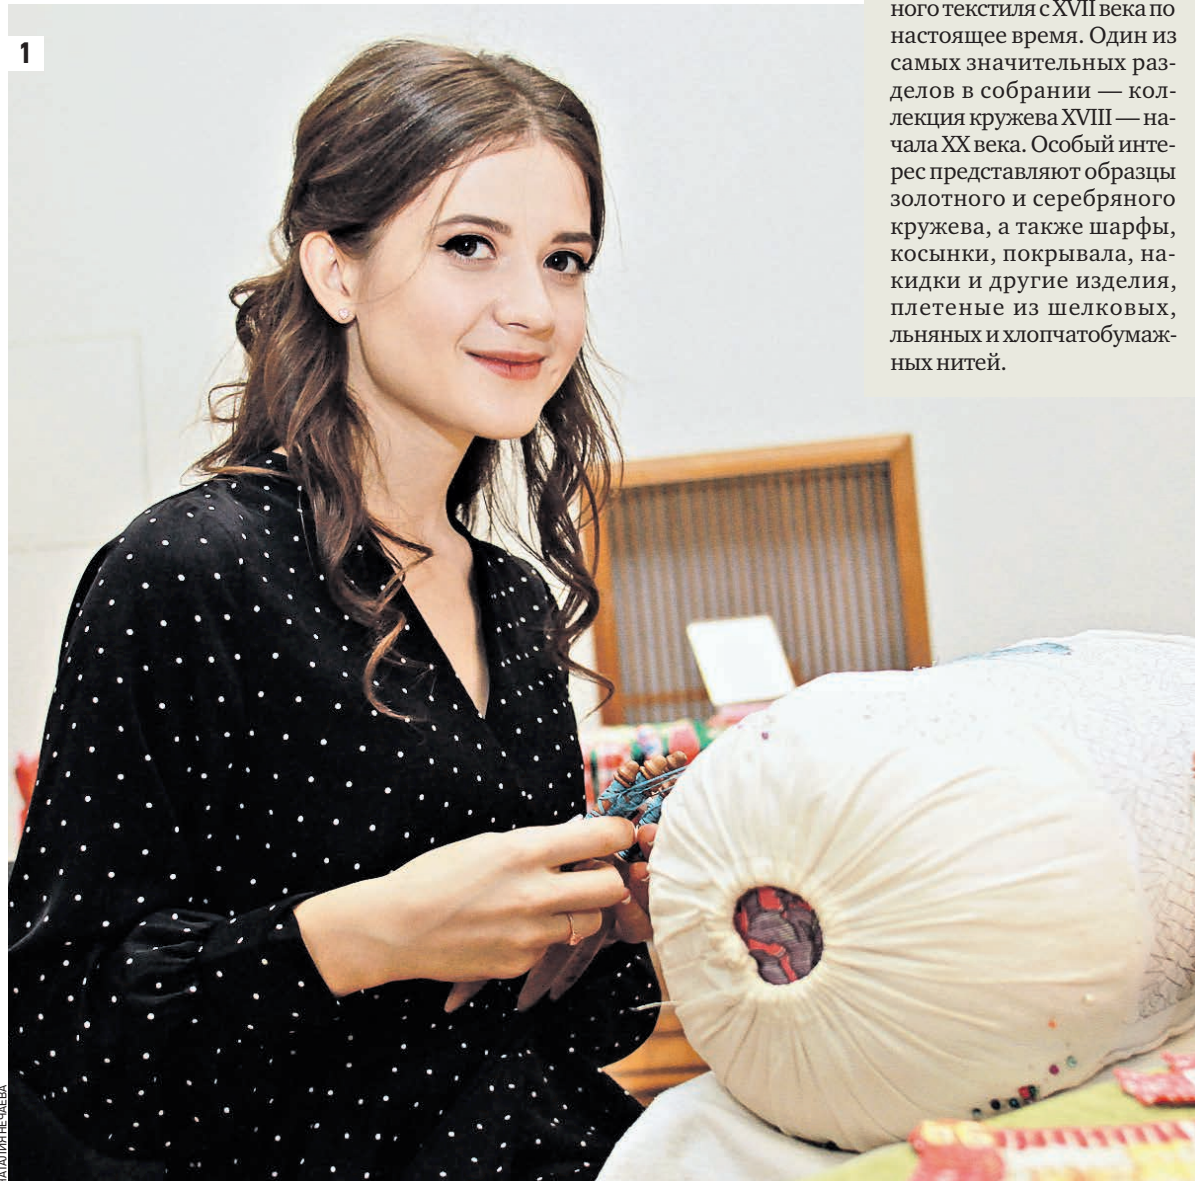 1
ного текстиля с XVII века по
настоящее время. Один из
самых значительных раз-
делов в собрании — кол-
лекция кружева XVIII — на-
чала XX века. Особый инте-
рес представляют образцы
золотного и серебряного
кружева, а также шарфы,
косынки, покрывала, на-
кидки и другие изделия,
плетеные из шелковых,
льняных и хлопчатобумаж-
ных нитей.
НАТАЛИЯ НЕЧАЕВА